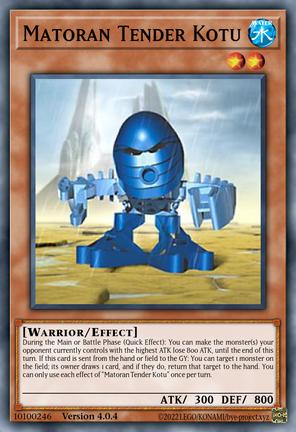 Matoran Tender Kotu
WATER
水
[Warrior/Effect]
During the Main or Battle Phase (Quick Effect): You can make the monster(s) your
opponent currently controls with the highest ATK lose 800 ATK, until the end of this
turn. If this card is sent from the hand or field to the GY: You can target 1 monster on
the field; its owner draws 1 card, and if they do, return that target to the hand. You
can only use each effect of "Matoran Tender Kotu" once per turn.
ATK/ 300 DEF/ 800
10100246 Version 4.0.4 ©2022 LEGO/KONAMI/bye-project.xyz